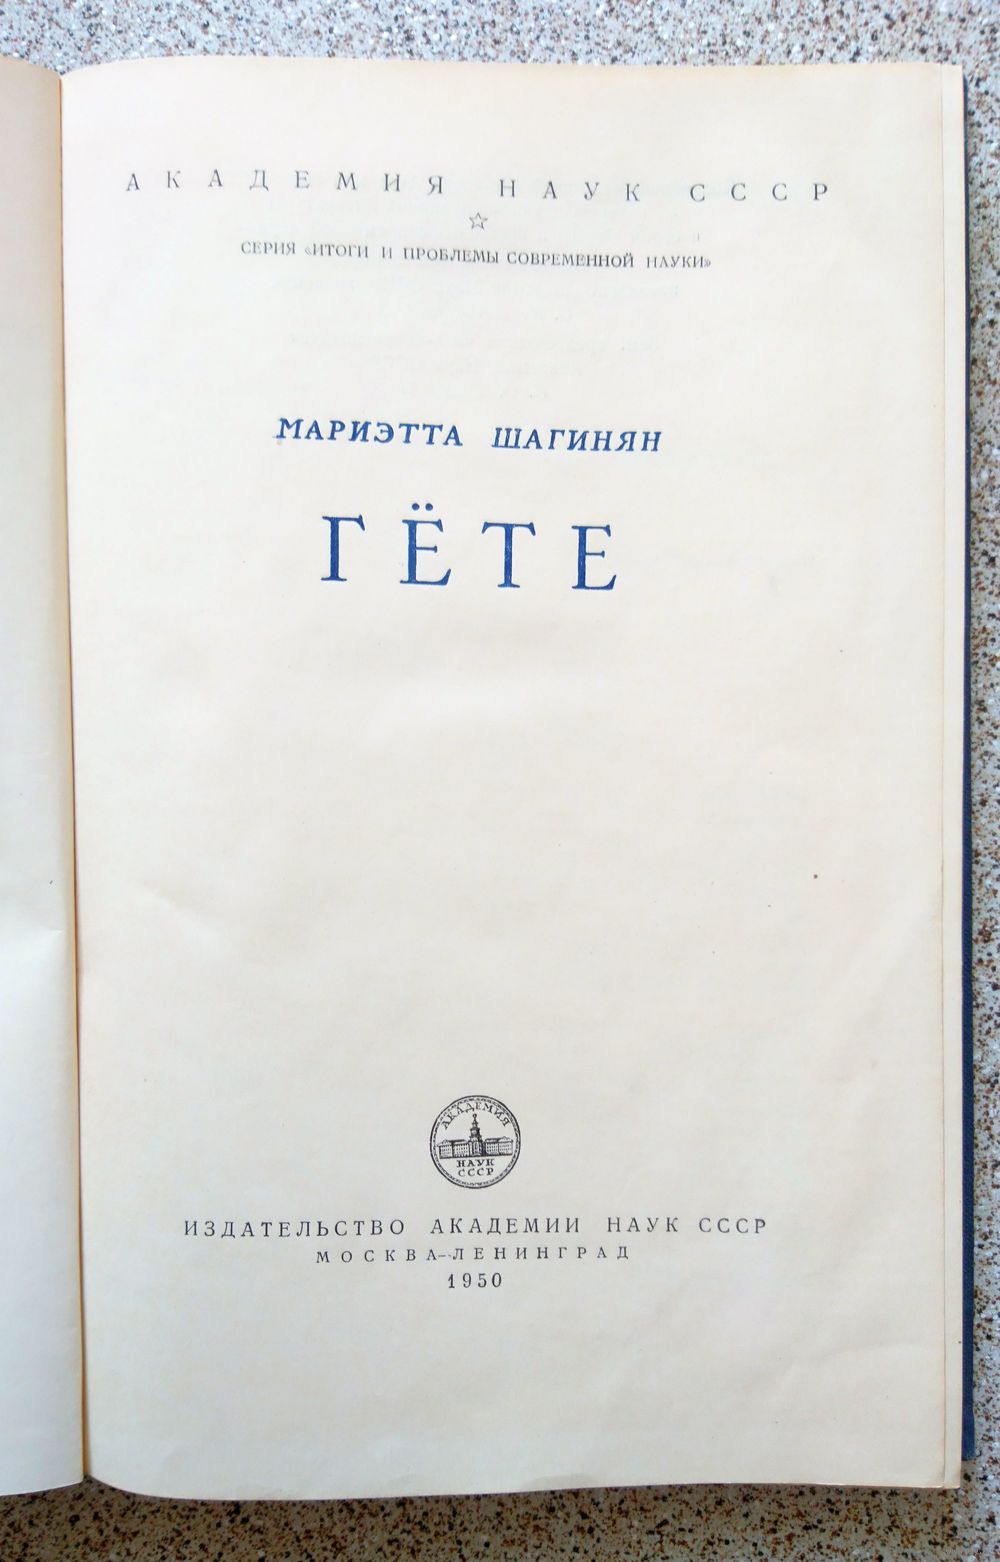 АКАДЕМИЯ НАУК СССР
СЕРИЯ «ИТОГИ И ПРОБЛЕМЫ СОВРЕМЕННОЙ НАУКИ»
МАРИЭТТА ШАГИНЯН
ГЁТЕ
АКАДЕМИЯ
НАУК
СССР
ИЗДАТЕЛЬСТВО АКАДЕМИИ НАУК СССР
МОСКВА–ЛЕНИНГРАД
1950